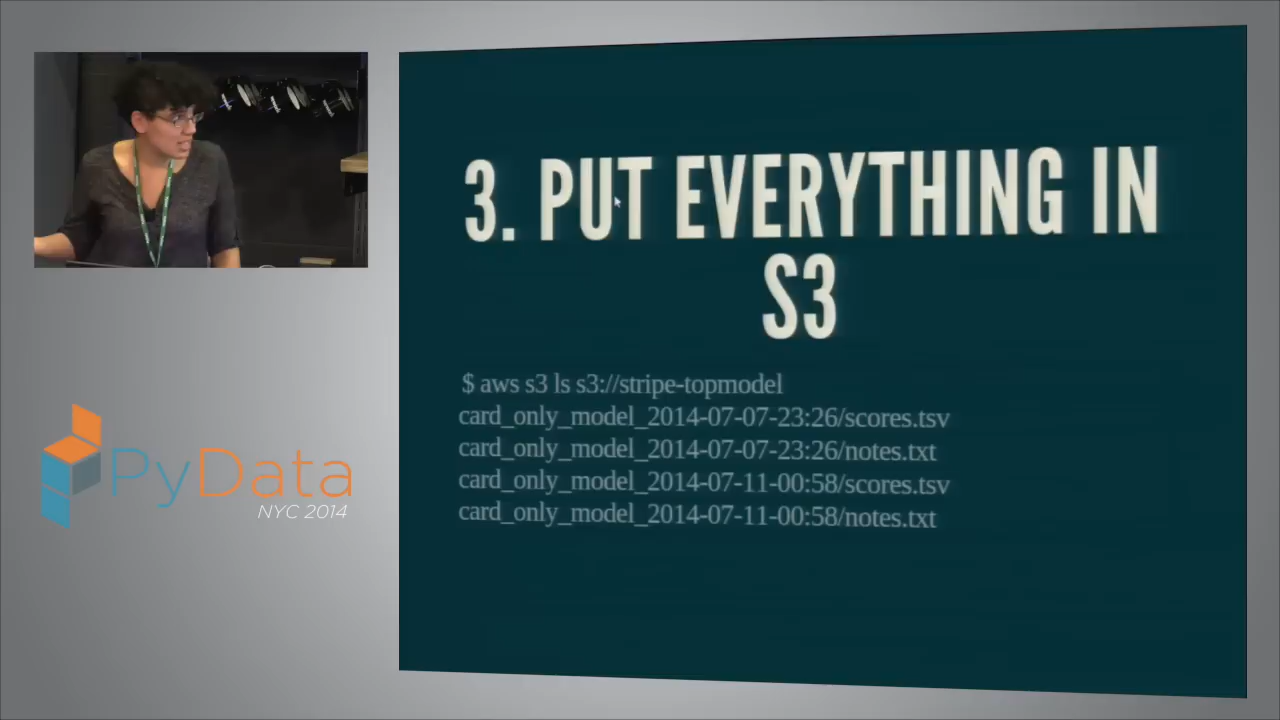 3. PUT EVERYTHING IN
S3
$ aws s3 ls s3://stripe-topmodel
card_only_model_2014-07-07-23:26/scores.tsv
card_only_model_2014-07-07-23:26/notes.txt
card_only_model_2014-07-11-00:58/scores.tsv
card_only_model_2014-07-11-00:58/notes.txt
PyData
NYC 2014